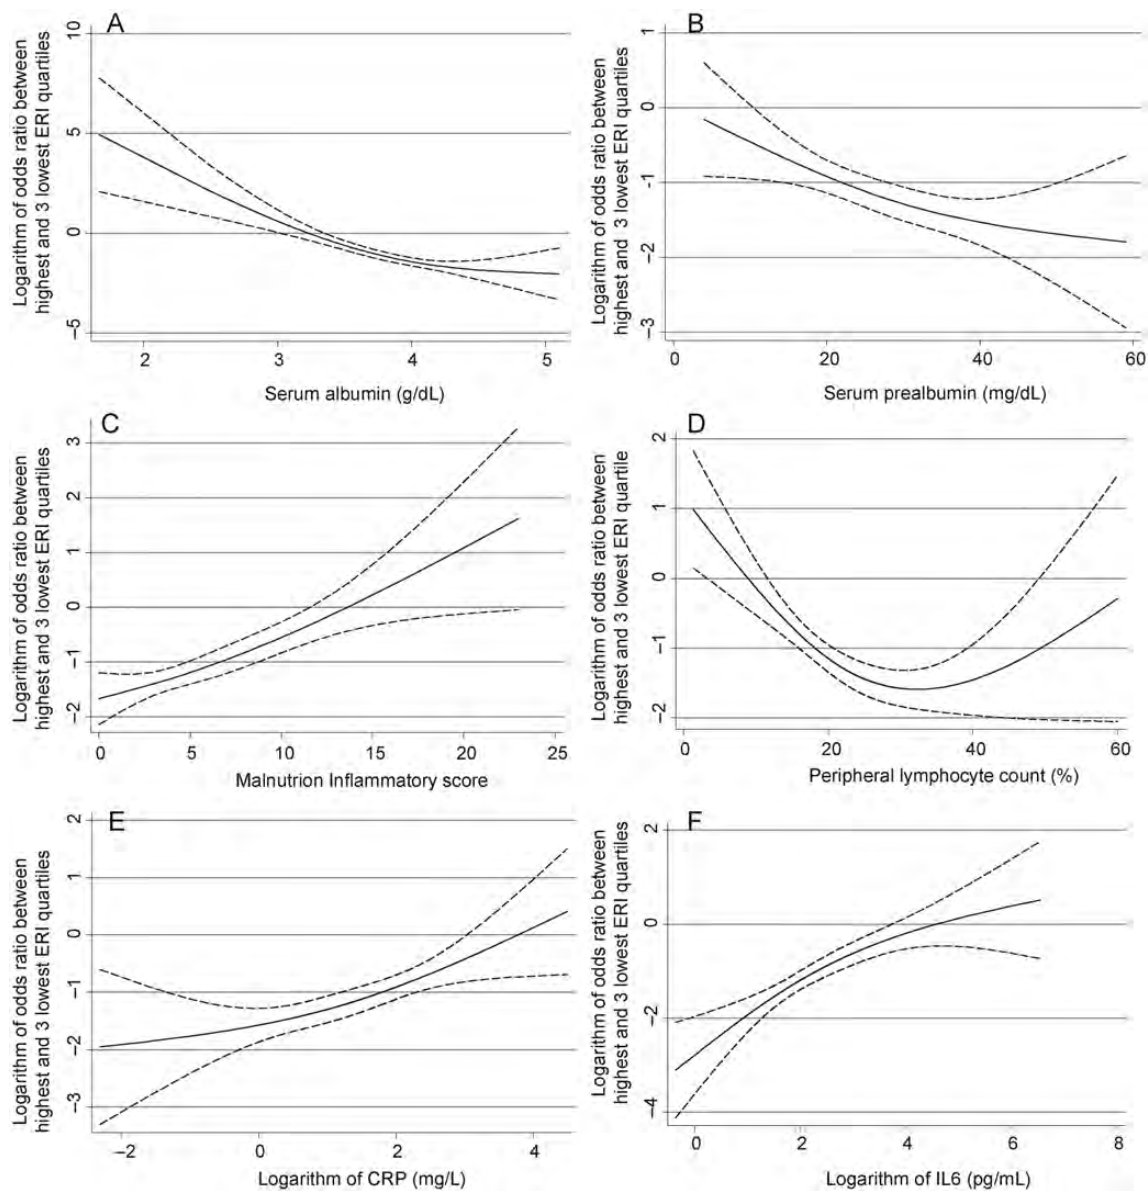 A
Logarithm of odds ratio between
highest and 3 lowest ERI quartiles
10
5
0
−5
2 3 4 5
Serum albumin (g/dL)
B
Logarithm of odds ratio between
highest and 3 lowest ERI quartiles
1
0
−1
−2
−3
0 20 40 60
Serum prealbumin (mg/dL)
C
Logarithm of odds ratio between
highest and 3 lowest ERI quartiles
3
2
1
0
−1
−2
0 5 10 15 20 25
Malnutrion Inflammatory score
D
Logarithm of odds ratio between
highest and 3 lowest ERI quartile
2
1
0
−1
−2
0 20 40 60
Peripheral lymphocyte count (%)
E
Logarithm of odds ratio between
highest and 3 lowest ERI quartiles
2
1
0
−1
−2
−3
−2 0 2 4
Logarithm of CRP (mg/L)
F
Logarithm of odds ratio between
highest and 3 lowest ERI quartiles
2
0
−2
−4
0 2 4 6 8
Logarithm of IL6 (pg/mL)